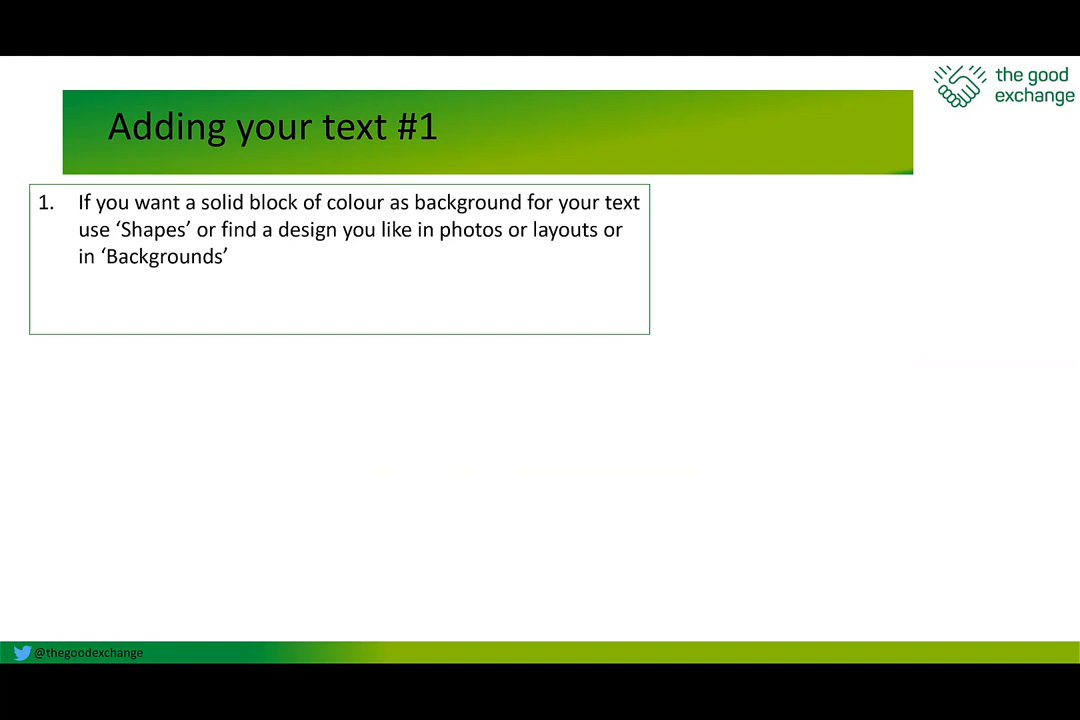 the good
exchange
Adding your text #1
1. If you want a solid block of colour as background for your text
use ‘Shapes’ or find a design you like in photos or layouts or
in ‘Backgrounds’
@thegoodexchange